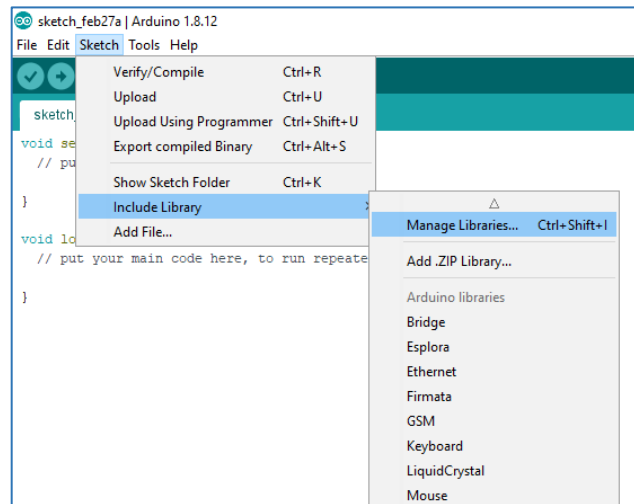 sketch_feb27a | Arduino 1.8.12
File Edit Sketch Tools Help
Verify/Compile Ctrl+R
Upload Ctrl+U
Upload Using Programmer Ctrl+Shift+U
Export compiled Binary Ctrl+Alt+S
Show Sketch Folder Ctrl+K
Include Library
Add File...
Manage Libraries... Ctrl+Shift+I
Add .ZIP Library...
Arduino libraries
Bridge
Esplora
Ethernet
Firmata
GSM
Keyboard
LiquidCrystal
Mouse
sketch_
void se
// pu
}
void lo
// put your main code here, to run repeate
}